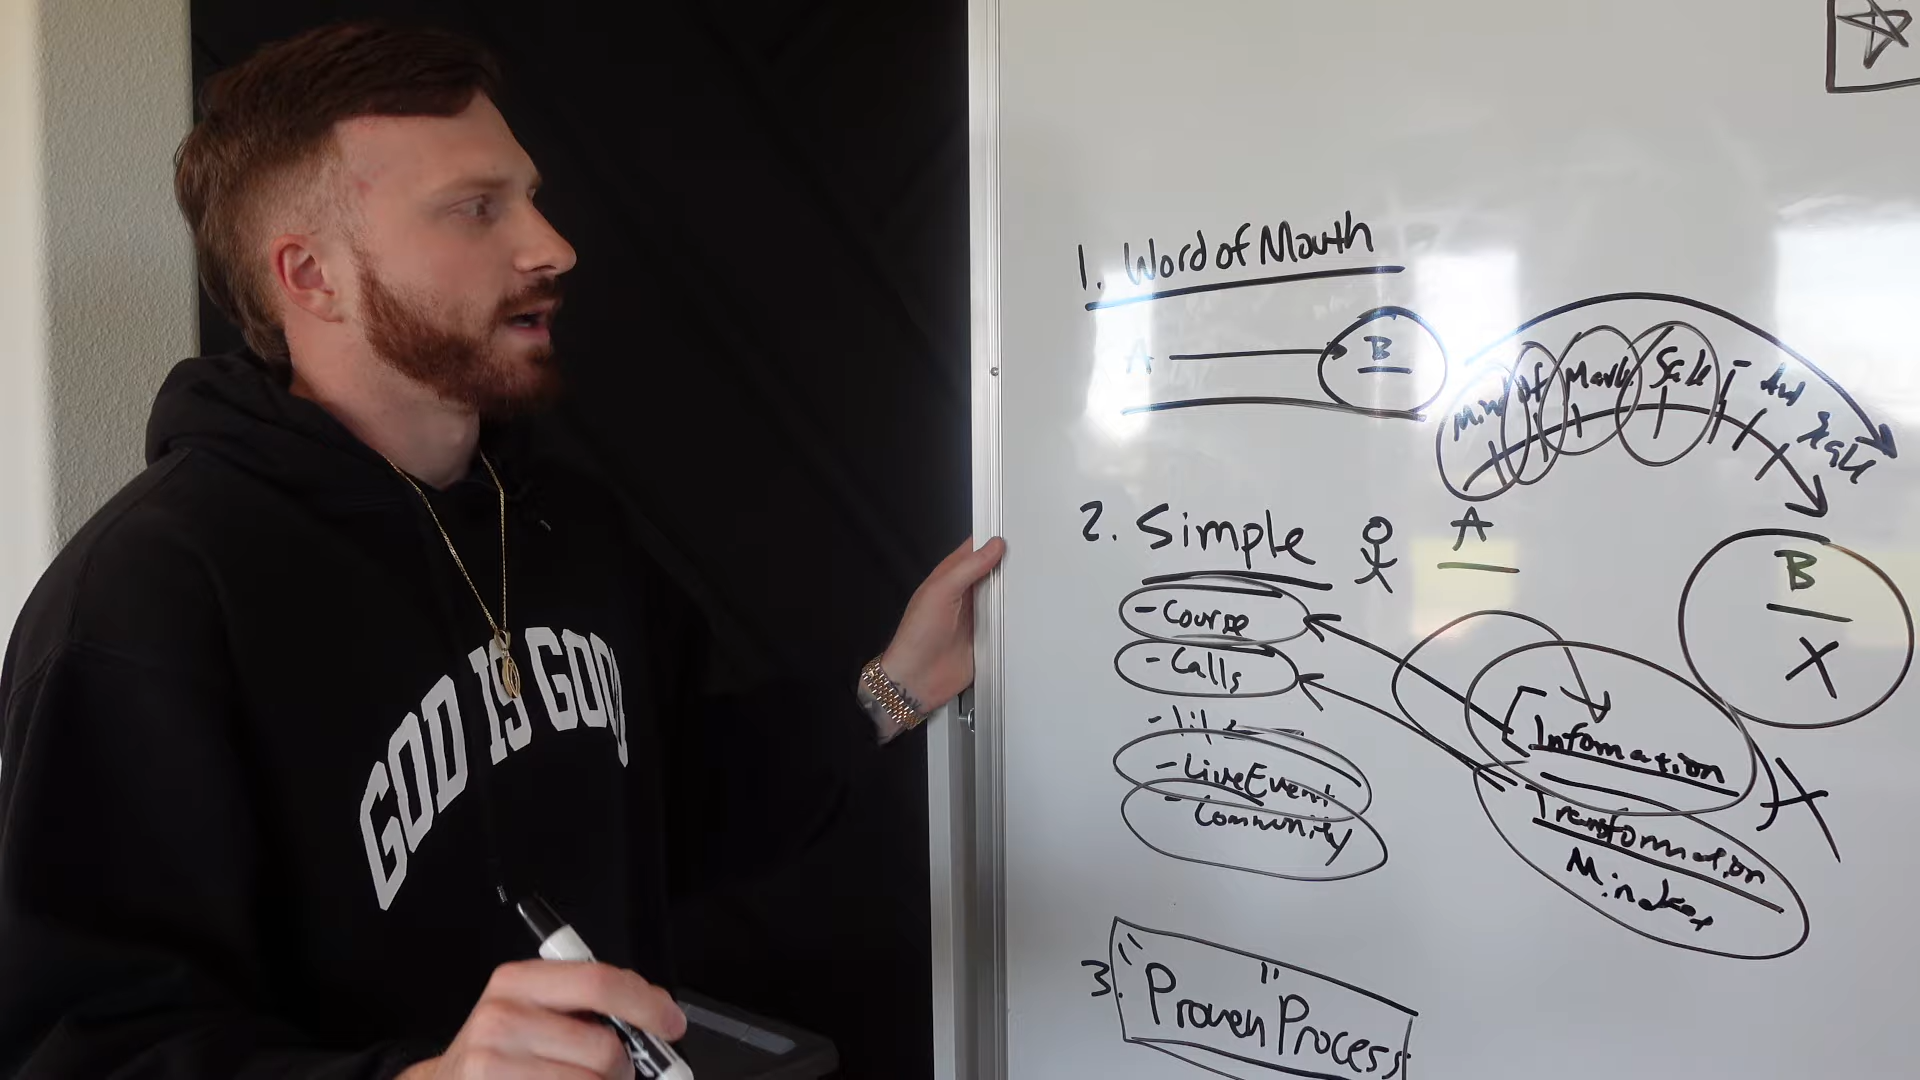 GOD IS GOOD
1. Word of Mouth
A B
Sale
2. Simple
A
B
X
- Course
- Calls
- Live Event
- Community
Information
X
Transformation
3. "Proven Process"